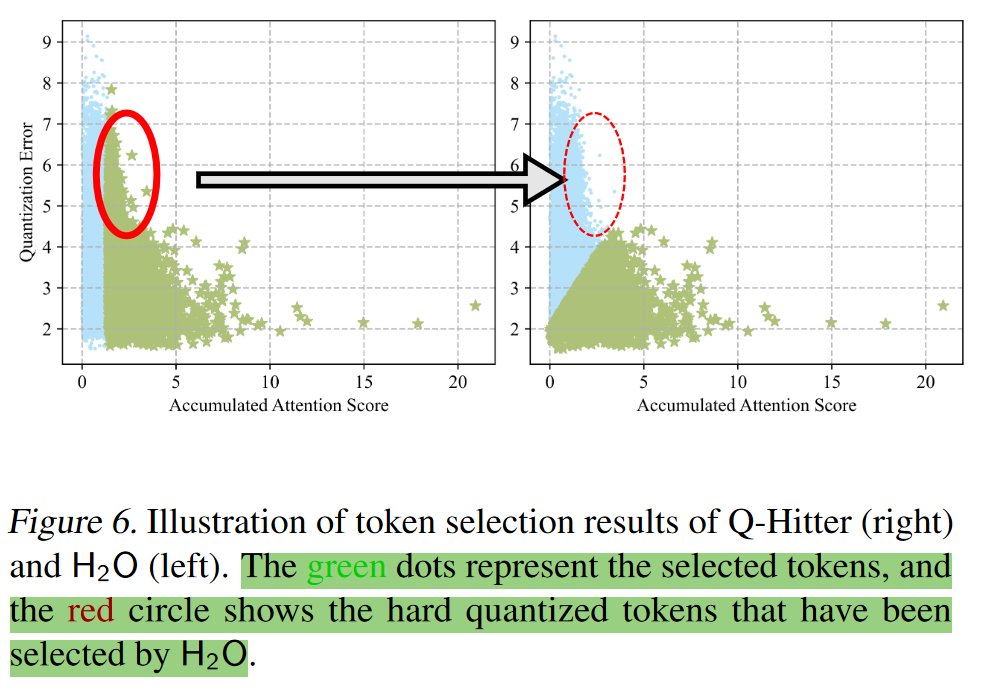 9
8
7
6
5
4
3
2
Quantization Error
0 5 10 15 20
Accumulated Attention Score
9
8
7
6
5
4
3
2
0 5 10 15 20
Accumulated Attention Score
Figure 6. Illustration of token selection results of Q-Hitter (right)
and H₂O (left). The green dots represent the selected tokens, and
the red circle shows the hard quantized tokens that have been
selected by H₂O.